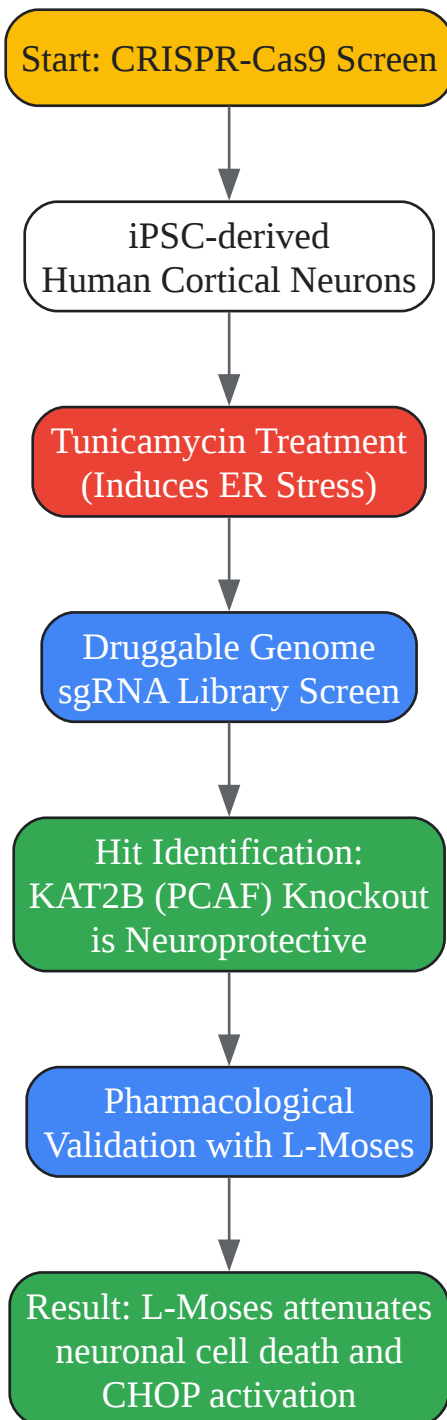 Start: CRISPR-Cas9 Screen
iPSC-derived
Human Cortical Neurons
Tunicamycin Treatment
(Induces ER Stress)
Druggable Genome
sgRNA Library Screen
Hit Identification:
KAT2B (PCAF) Knockout
is Neuroprotective
Pharmacological
Validation with L-Moses
Result: L-Moses attenuates
neuronal cell death and
CHOP activation